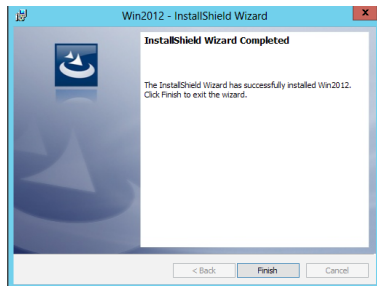 Win2012 - InstallShield Wizard
x
InstallShield Wizard Completed
The InstallShield Wizard has successfully installed Win2012.
Click Finish to exit the wizard.
< Back
Finish
Cancel